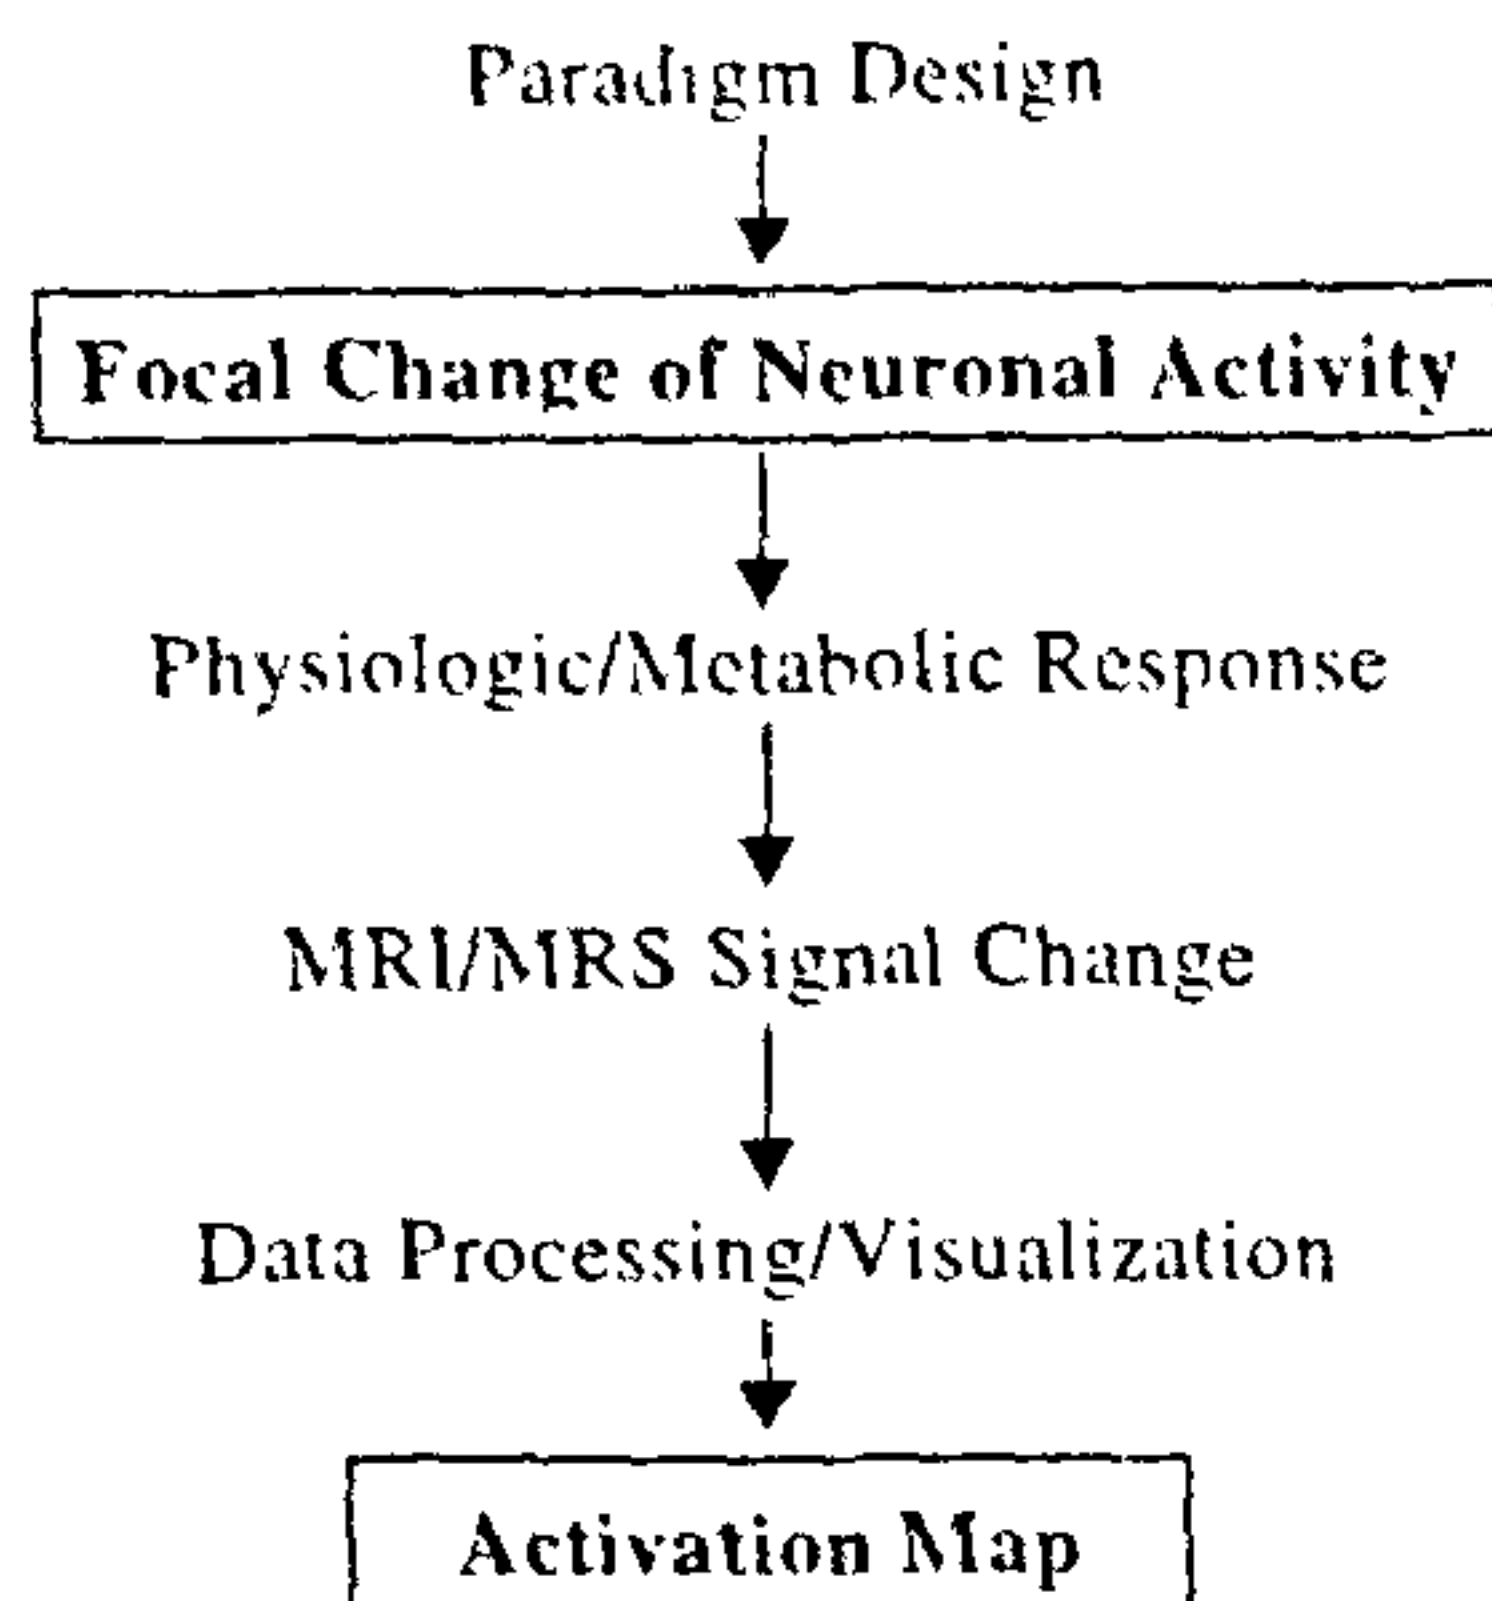 Paradigm Design
Focal Change of Neuronal Activity
Physiologic/Metabolic Response
MRI/MRS Signal Change
Data Processing/Visualization
Activation Map